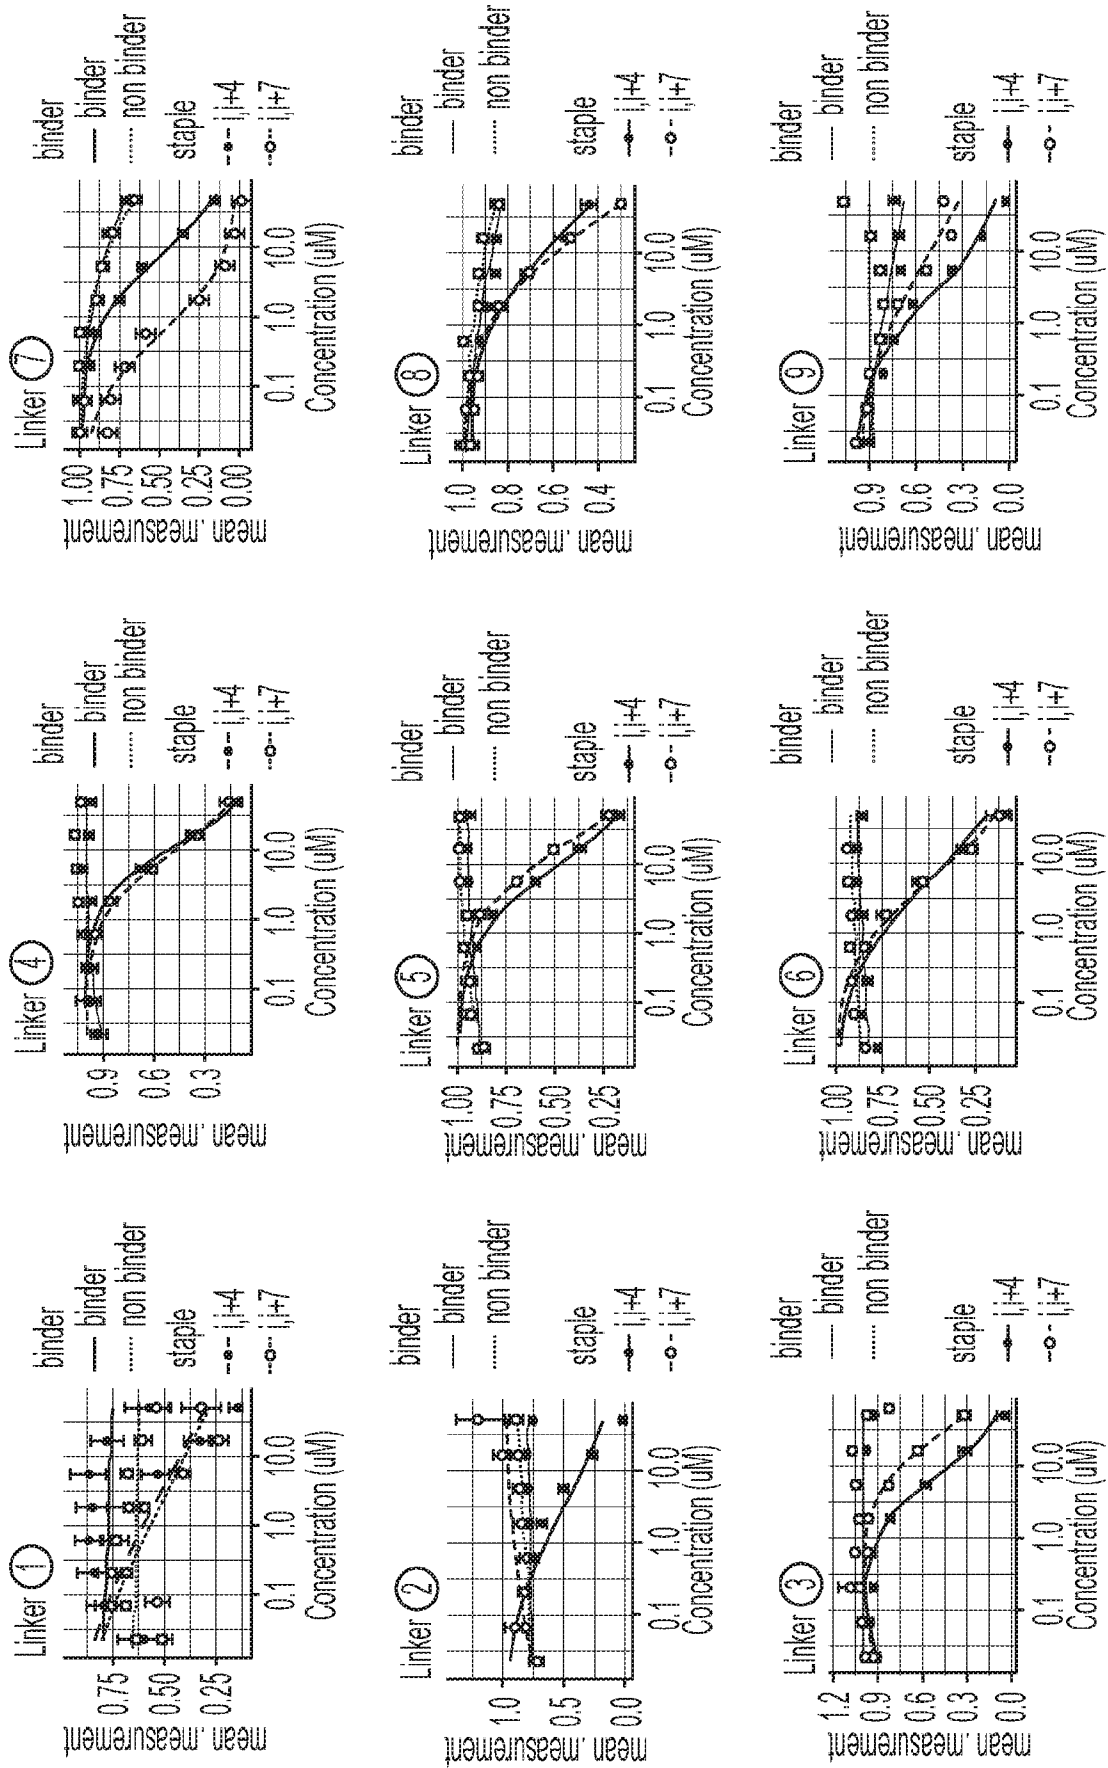 Linker 1
mean.measurement
0.75
0.50
0.25
0.1 1.0 10.0
Concentration (uM)
binder
binder
non binder
staple
i,i+4
i,i+7
Linker 4
mean.measurement
0.9
0.6
0.3
0.1 1.0 10.0
Concentration (uM)
binder
binder
non binder
staple
i,i+4
i,i+7
Linker 7
mean.measurement
1.00
0.75
0.50
0.25
0.00
0.1 1.0 10.0
Concentration (uM)
binder
binder
non binder
staple
i,i+4
i,i+7
Linker 2
mean.measurement
1.0
0.5
0.0
0.1 1.0 10.0
Concentration (uM)
binder
binder
non binder
staple
i,i+4
i,i+7
Linker 5
mean.measurement
1.00
0.75
0.50
0.25
0.1 1.0 10.0
Concentration (uM)
binder
binder
non binder
staple
i,i+4
i,i+7
Linker 8
mean.measurement
1.0
0.8
0.6
0.4
0.1 1.0 10.0
Concentration (uM)
binder
binder
non binder
staple
i,i+4
i,i+7
Linker 3
mean.measurement
1.2
0.9
0.6
0.3
0.0
0.1 1.0 10.0
Concentration (uM)
binder
binder
non binder
staple
i,i+4
i,i+7
Linker 6
mean.measurement
1.00
0.75
0.50
0.25
0.1 1.0 10.0
Concentration (uM)
binder
binder
non binder
staple
i,i+4
i,i+7
Linker 9
mean.measurement
0.9
0.6
0.3
0.0
0.1 1.0 10.0
Concentration (uM)
binder
binder
non binder
staple
i,i+4
i,i+7